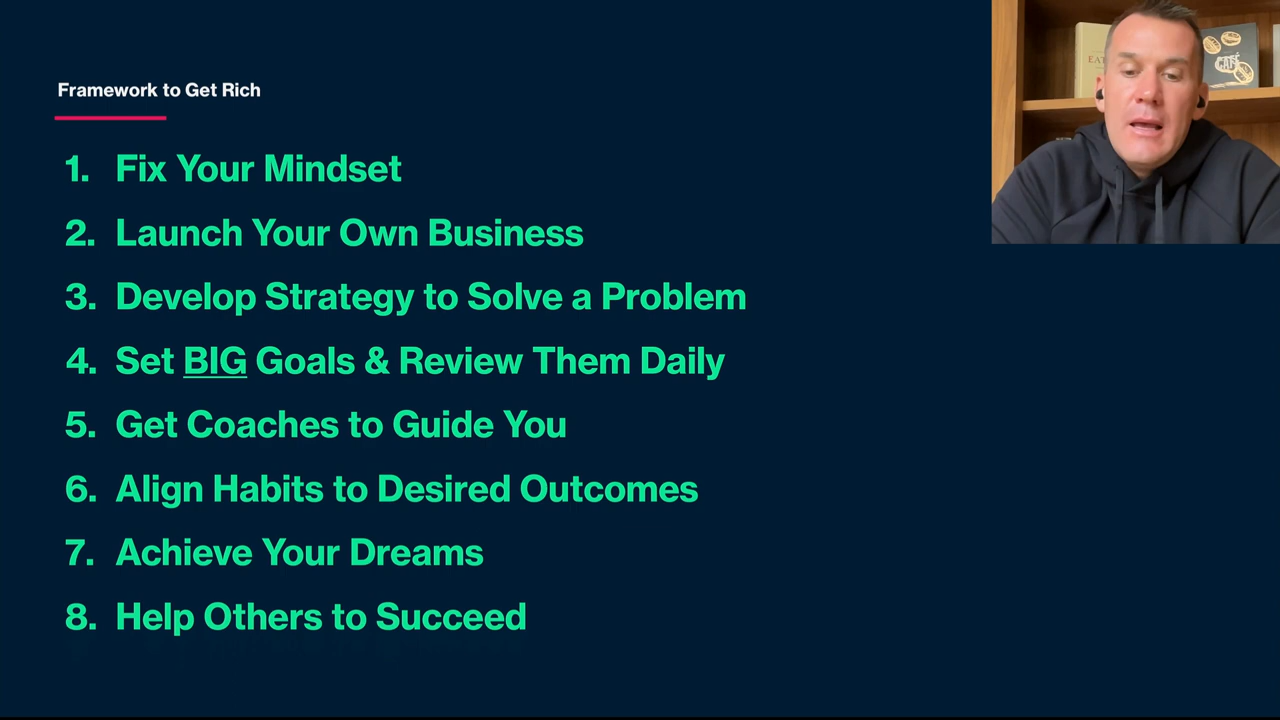 Framework to Get Rich
1. Fix Your Mindset
2. Launch Your Own Business
3. Develop Strategy to Solve a Problem
4. Set BIG Goals & Review Them Daily
5. Get Coaches to Guide You
6. Align Habits to Desired Outcomes
7. Achieve Your Dreams
8. Help Others to Succeed
EAT
CAFÉ